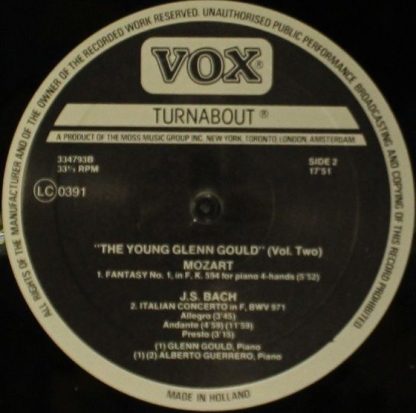 ALL RIGHTS OF THE MANUFACTURER AND OF THE OWNER OF THE RECORDED WORK RESERVED. UNAUTHORISED PUBLIC PERFORMANCE BROADCASTING AND COPYING OF THIS RECORD PROHIBITED
VOX®
TURNABOUT®
A PRODUCT OF THE MOSS MUSIC GROUP INC. NEW YORK, TORONTO, LONDON, AMSTERDAM.
334793B SIDE 2
33⅓ RPM 17'51
LC 0391
"THE YOUNG GLENN GOULD" (Vol. Two)
MOZART
1. FANTASY No. 1, in F, K. 594 for piano 4-hands (5'52)
J.S. BACH
2. ITALIAN CONCERTO in F, BWV 971
Allegro (3'45)
Andante (4'59) (11'59)
Presto (3'15)
(1) GLENN GOULD, Piano
(1) (2) ALBERTO GUERRERO, Piano
MADE IN HOLLAND